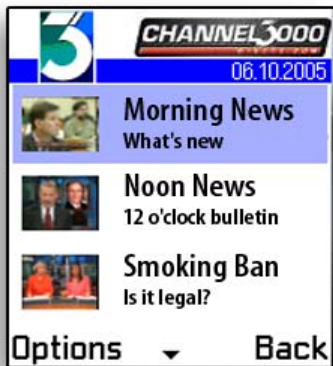 3
CHANNEL3000
06.10.2005
Morning News
What's new
Noon News
12 o'clock bulletin
Smoking Ban
Is it legal?
Options
Back